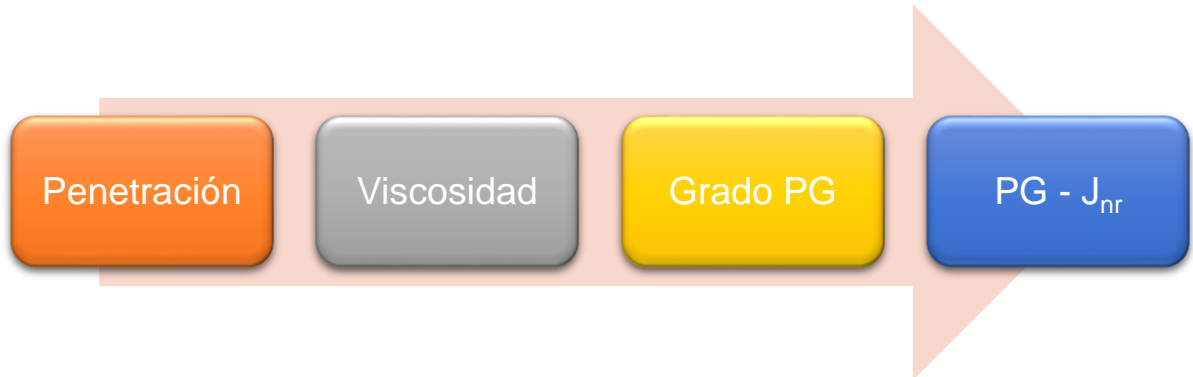 Penetración
Viscosidad
Grado PG
PG - Jnr